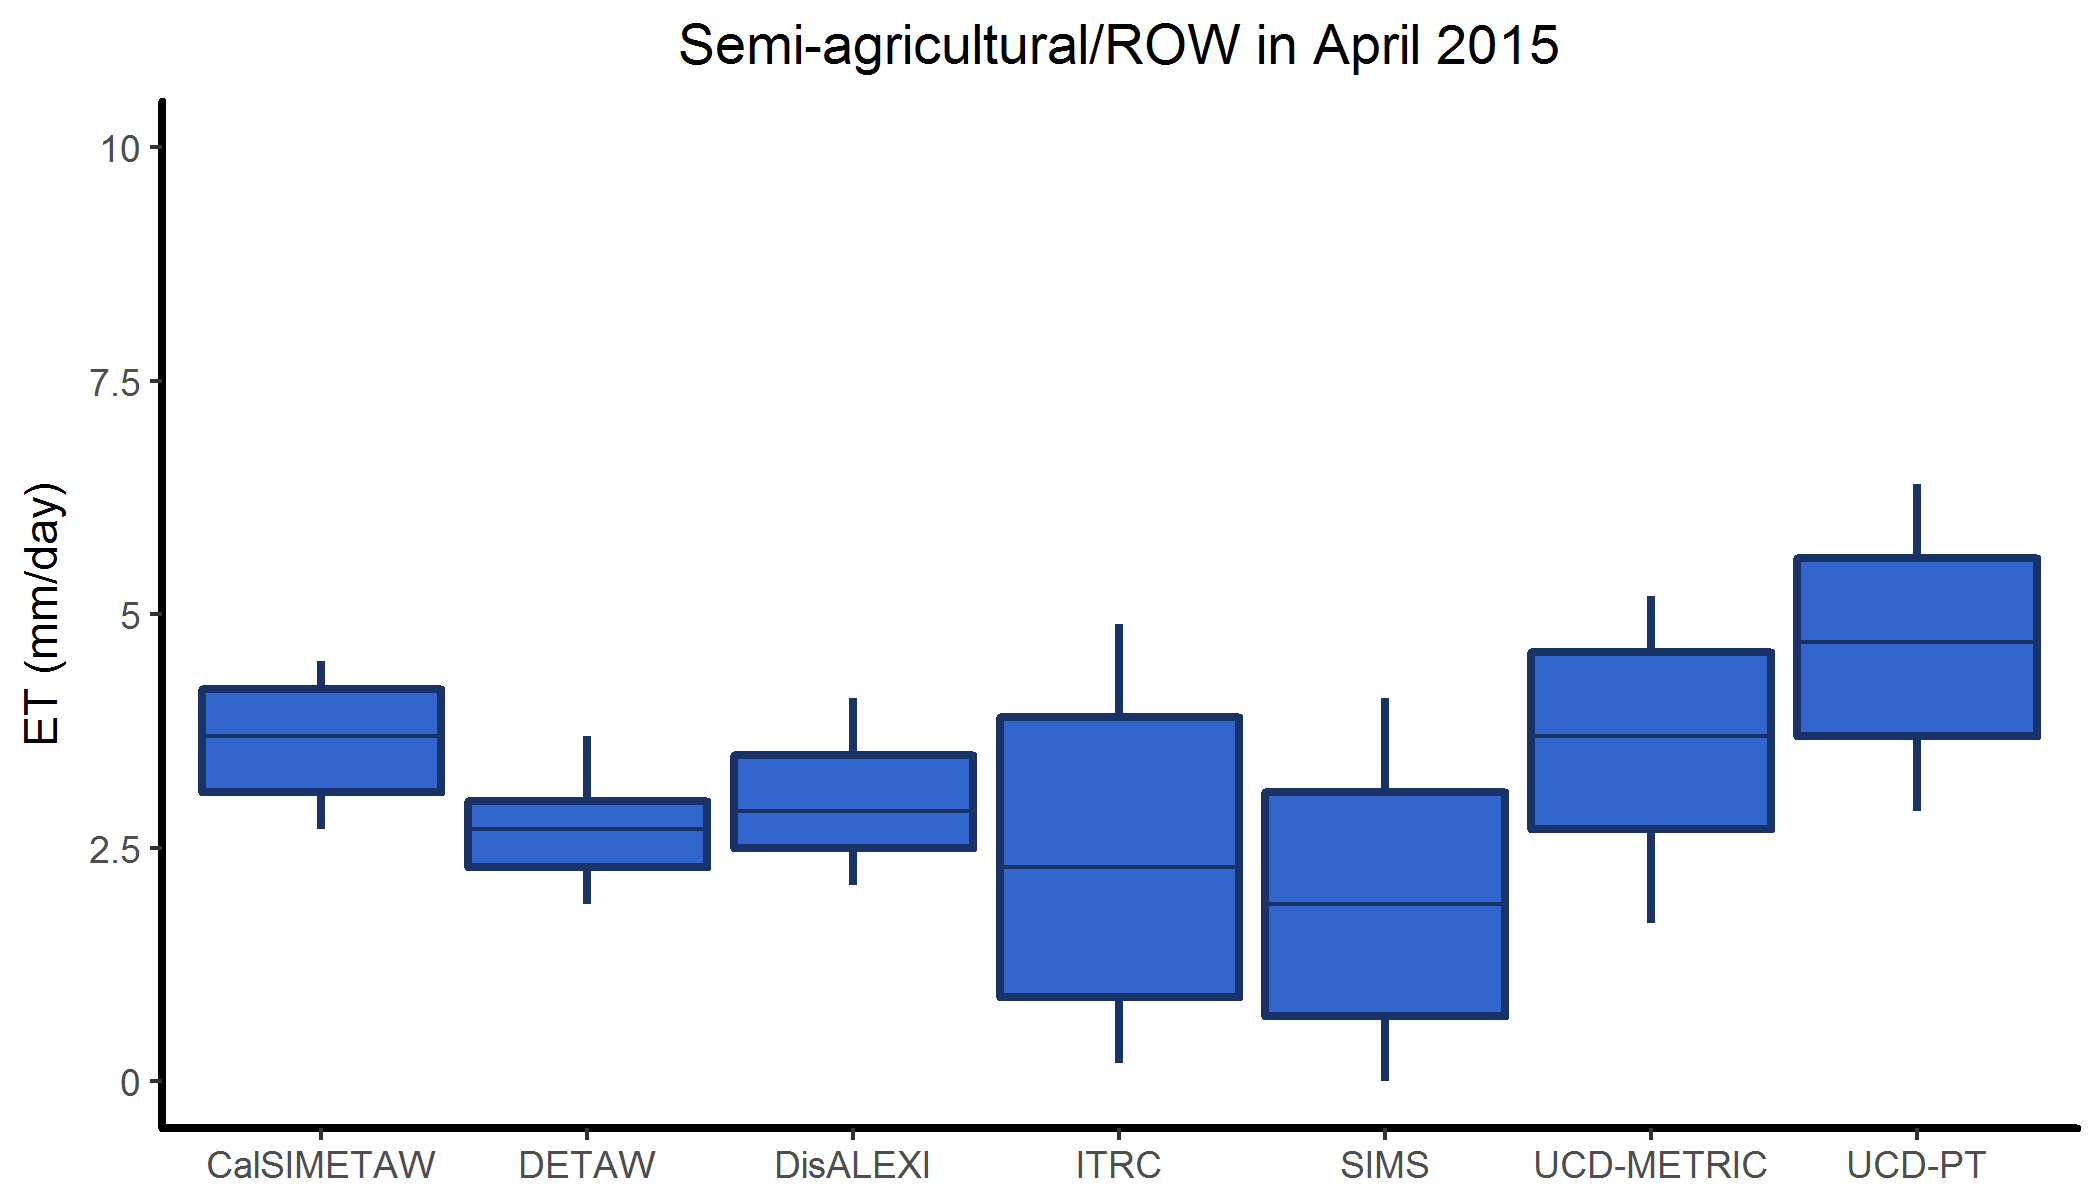 Semi-agricultural/ROW in April 2015
10
7.5
5
2.5
0
ET (mm/day)
CalSIMETAW DETAW DisALEXI ITRC SIMS UCD-METRIC UCD-PT